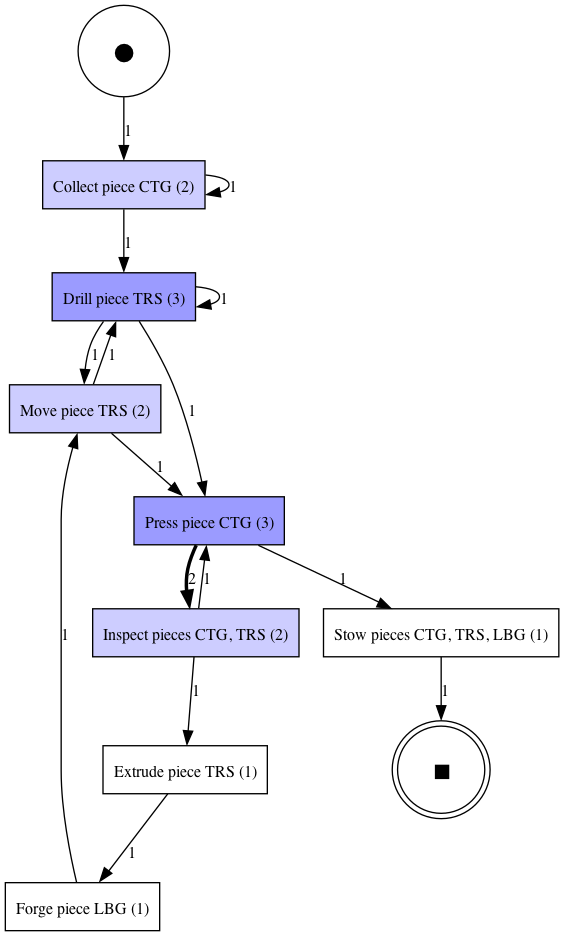 1
Collect piece CTG (2)
1
1
Drill piece TRS (3)
1
1
1
1
Move piece TRS (2)
1
Press piece CTG (3)
2
1
1
Inspect pieces CTG, TRS (2)
Stow pieces CTG, TRS, LBG (1)
1
1
1
Extrude piece TRS (1)
1
Forge piece LBG (1)